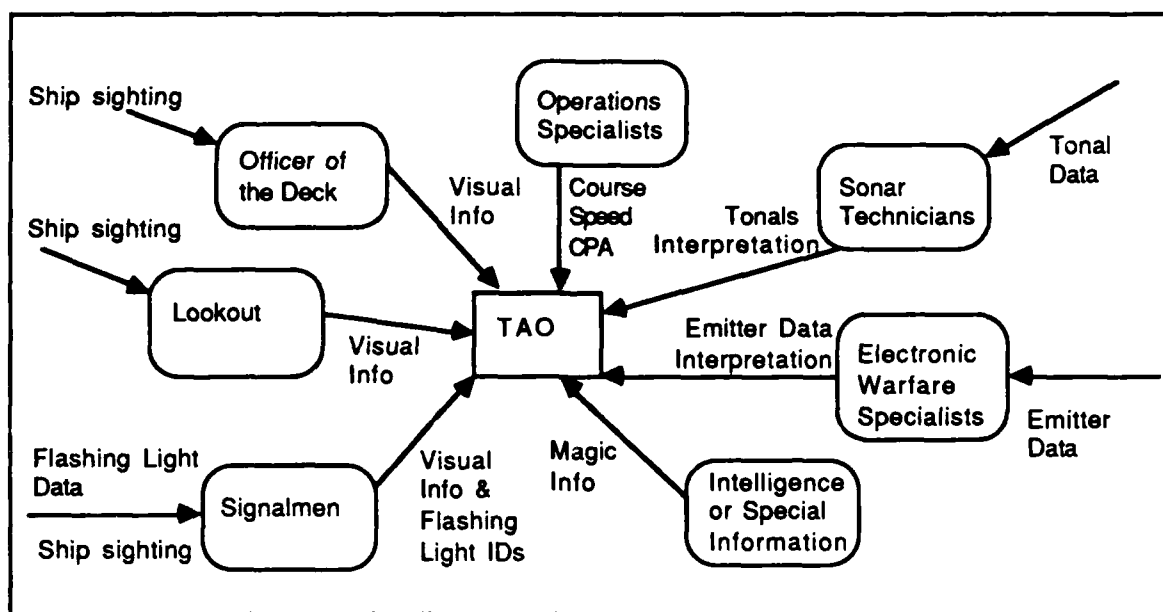 Ship sighting
Officer of
the Deck
Visual
Info
Operations
Specialists
Course
Speed
CPA
Tonal
Data
Sonar
Technicians
Tonals
Interpretation
Ship sighting
Lookout
Visual
Info
TAO
Emitter Data
Interpretation
Electronic
Warfare
Specialists
Emitter
Data
Flashing Light
Data
Ship sighting
Signalmen
Visual
Info &
Flashing
Light IDs
Magic
Info
Intelligence
or Special
Information